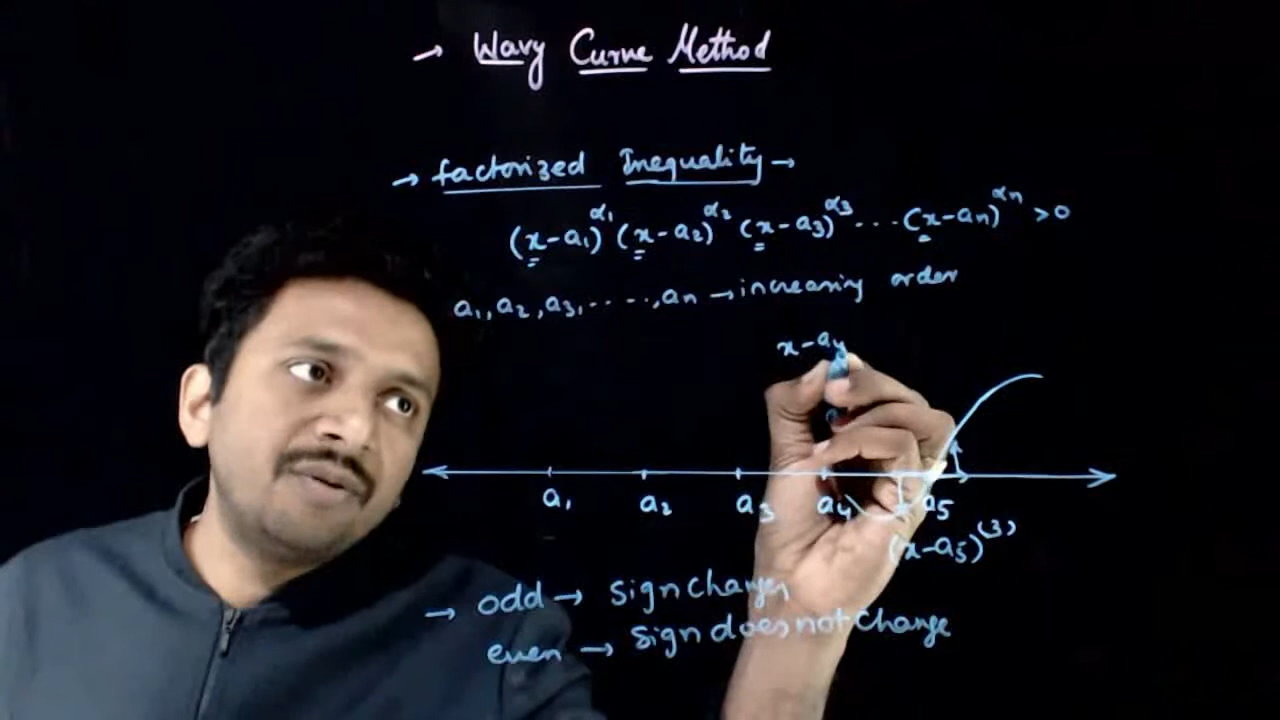 → Wavy Curve Method
→ factorized Inequality →
(x-a₁)^α₁ (x-a₂)^α₂ (x-a₃)^α₃ .... (x-aₙ)^αₙ >0
a₁, a₂, a₃, ....., aₙ → increasing order
x-a₄
a₁ a₂ a₃ a₄ a₅
(x-a₅)^(3)
→ odd → sign changes
even → sign does not change